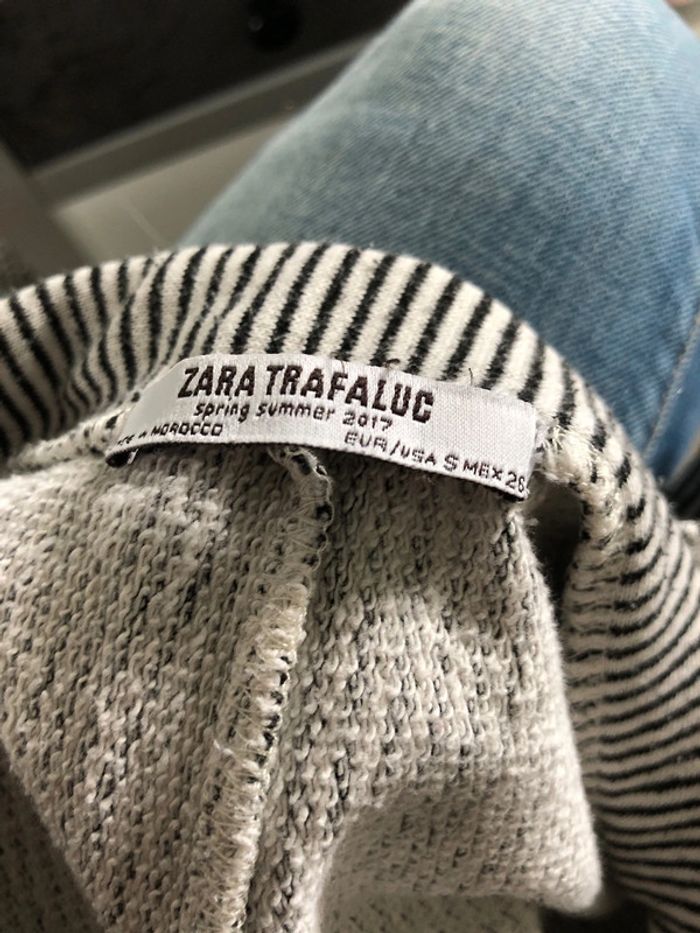 ZARA TRAFALUC
spring summer 2017
MOROCCO
EUR/USA S MEX 26